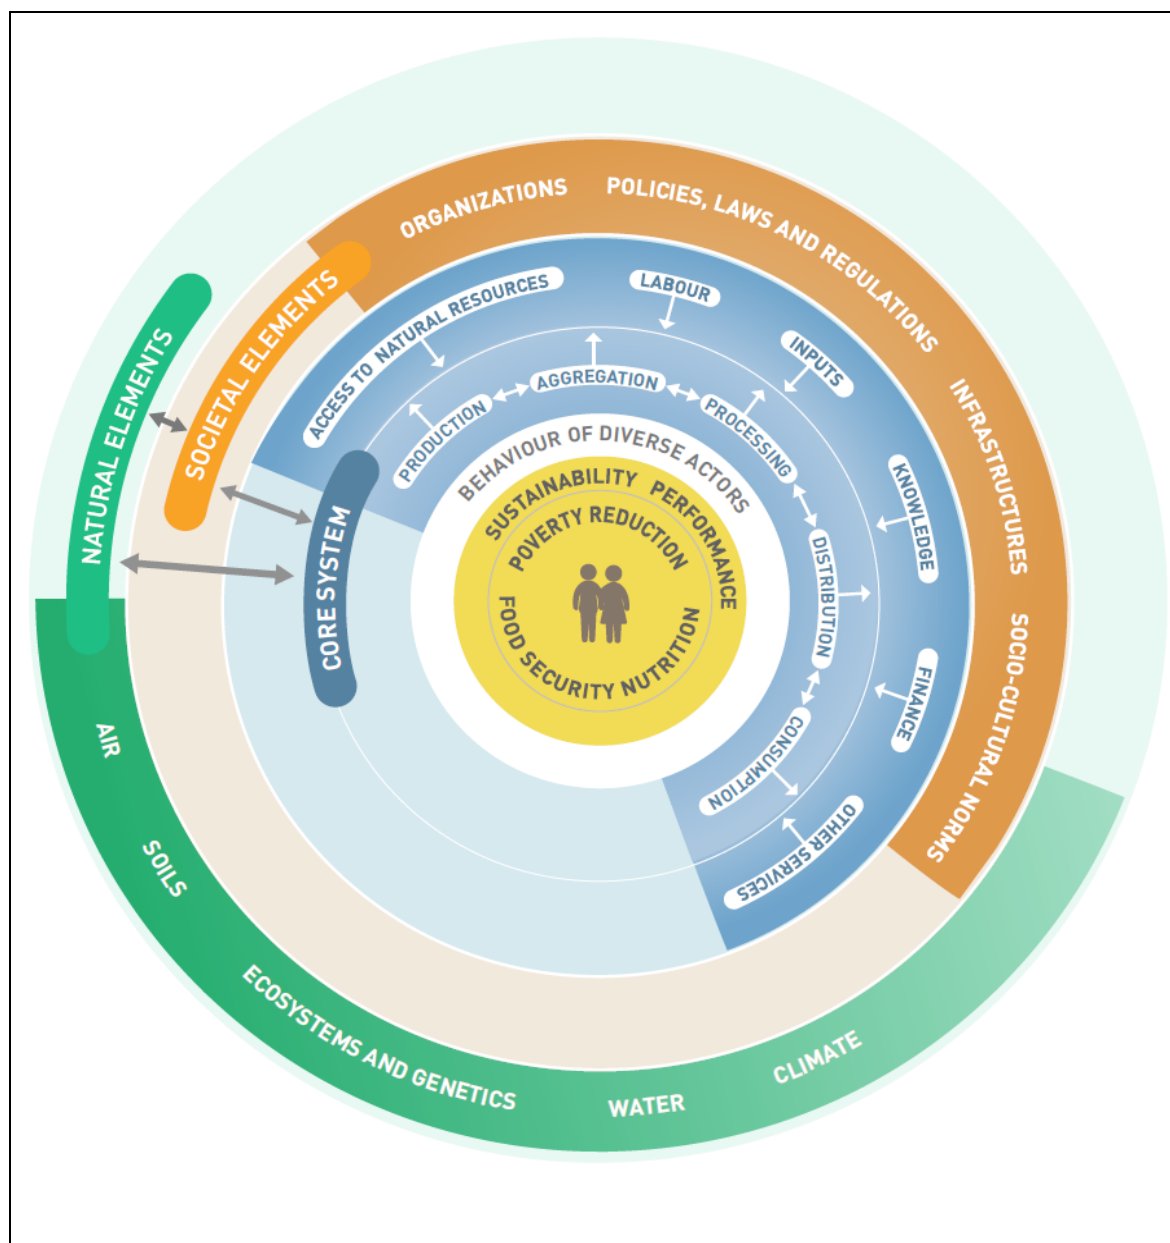 NATURAL ELEMENTS
SOCIETAL ELEMENTS
CORE SYSTEM
ORGANIZATIONS
POLICIES, LAWS AND REGULATIONS
INFRASTRUCTURES
SOCIO-CULTURAL NORMS
ACCESS TO NATURAL RESOURCES
LABOUR
INPUTS
KNOWLEDGE
FINANCE
OTHER SERVICES
PRODUCTION
AGGREGATION
PROCESSING
DISTRIBUTION
CONSUMPTION
BEHAVIOUR OF DIVERSE ACTORS
SUSTAINABILITY PERFORMANCE
POVERTY REDUCTION
FOOD SECURITY NUTRITION
AIR
SOILS
ECOSYSTEMS AND GENETICS
WATER
CLIMATE